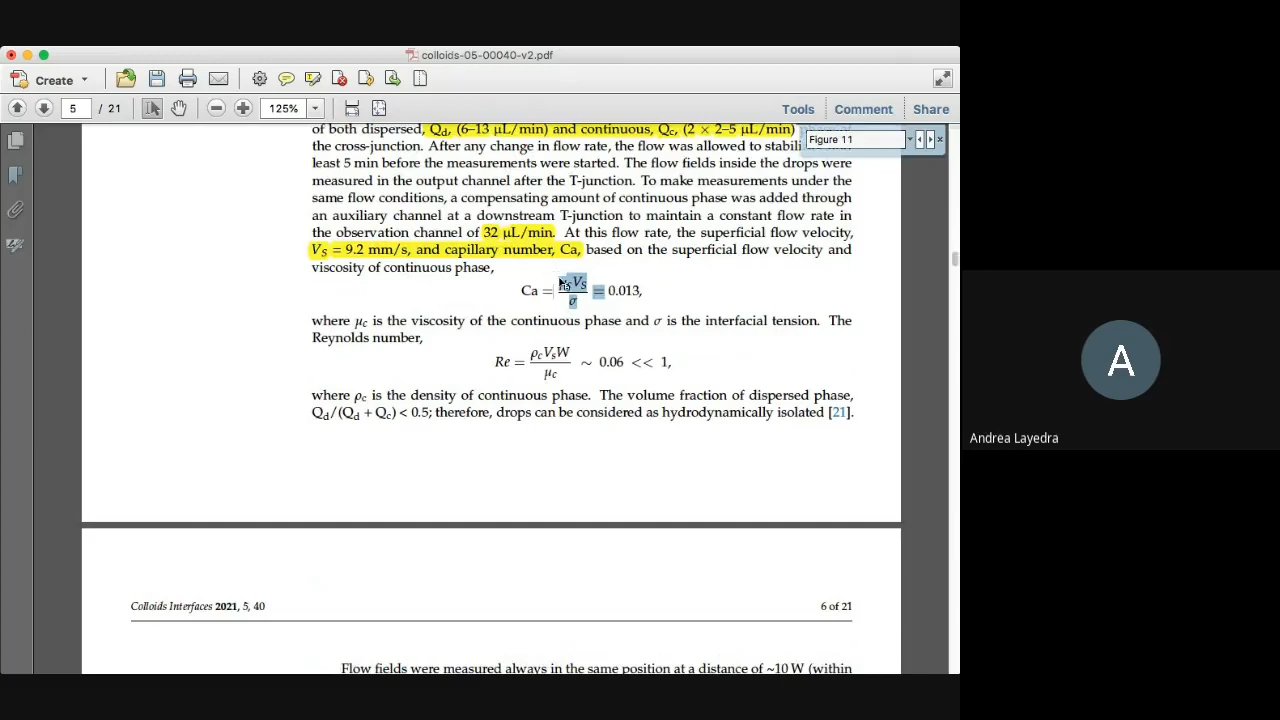 colloids-05-00040-v2.pdf
Create
5 / 21 125% Tools Comment Share
Figure 11
of both dispersed, Qd, (6–13 μL/min) and continuous, Qc, (2 × 2–5 μL/min)
the cross-junction. After any change in flow rate, the flow was allowed to stabili
least 5 min before the measurements were started. The flow fields inside the drops were
measured in the output channel after the T-junction. To make measurements under the
same flow conditions, a compensating amount of continuous phase was added through
an auxiliary channel at a downstream T-junction to maintain a constant flow rate in
the observation channel of 32 μL/min. At this flow rate, the superficial flow velocity,
VS = 9.2 mm/s, and capillary number, Ca, based on the superficial flow velocity and
viscosity of continuous phase,
Ca = VS / σ = 0.013,
where μc is the viscosity of the continuous phase and σ is the interfacial tension. The
Reynolds number,
Re = ρcVsW / μc ~ 0.06 << 1,
where ρc is the density of continuous phase. The volume fraction of dispersed phase,
Qd/(Qd + Qc) < 0.5; therefore, drops can be considered as hydrodynamically isolated [21].
Colloids Interfaces 2021, 5, 40 6 of 21
Flow fields were measured always in the same position at a distance of ~10 W (within
A
Andrea Layedra